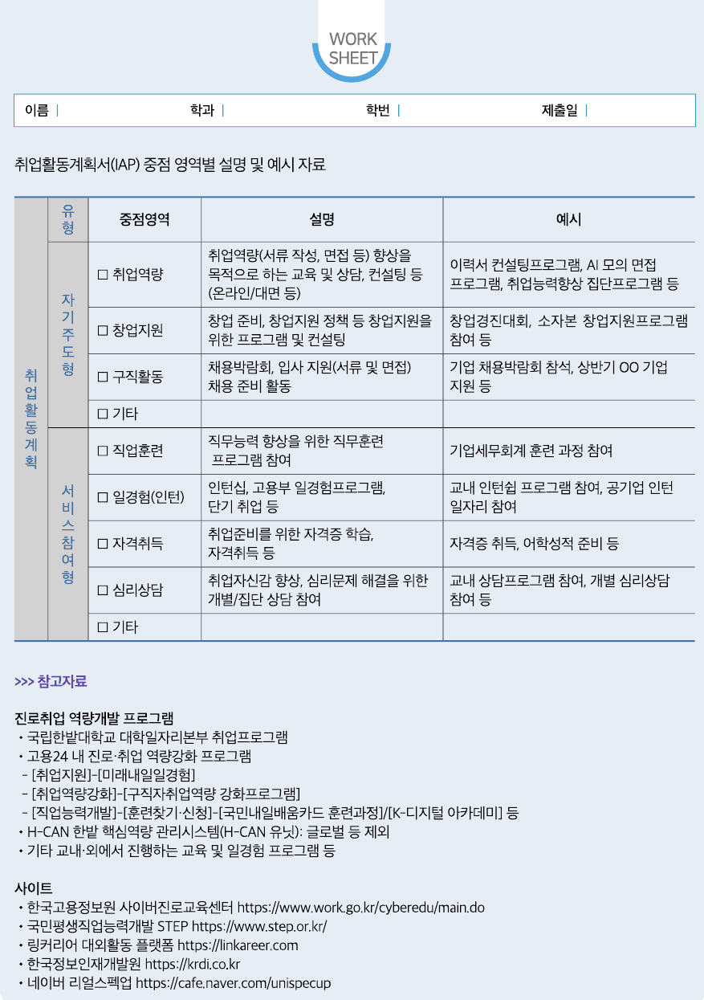 WORK
SHEET
이름 |
학과 |
학번 |
제출일 |
취업활동계획서(IAP) 중점 영역별 설명 및 예시 자료
취업활동계획
유형
중점영역
설명
예시
자기주도형
□ 취업역량
취업역량(서류 작성, 면접 등) 향상을
목적으로 하는 교육 및 상담, 컨설팅 등
(온라인/대면 등)
이력서 컨설팅프로그램, AI 모의 면접
프로그램, 취업능력향상 집단프로그램 등
□ 창업지원
창업 준비, 창업지원 정책 등 창업지원을
위한 프로그램 및 컨설팅
창업경진대회, 소자본 창업지원프로그램
참여 등
□ 구직활동
채용박람회, 입사 지원(서류 및 면접)
채용 준비 활동
기업 채용박람회 참석, 상반기 OO 기업
지원 등
□ 기타
서비스참여형
□ 직업훈련
직무능력 향상을 위한 직무훈련
프로그램 참여
기업세무회계 훈련 과정 참여
□ 일경험(인턴)
인턴십, 고용부 일경험프로그램,
단기 취업 등
교내 인턴쉽 프로그램 참여, 공기업 인턴
일자리 참여
□ 자격취득
취업준비를 위한 자격증 학습,
자격취득 등
자격증 취득, 어학성적 준비 등
□ 심리상담
취업자신감 향상, 심리문제 해결을 위한
개별/집단 상담 참여
교내 상담프로그램 참여, 개별 심리상담
참여 등
□ 기타
>>> 참고자료
진로취업 역량개발 프로그램
• 국립한밭대학교 대학일자리본부 취업프로그램
• 고용24 내 진로·취업 역량강화 프로그램
- [취업지원]-[미래내일일경험]
- [취업역량강화]-[구직자취업역량 강화프로그램]
- [직업능력개발]-[훈련찾기·신청]-[국민내일배움카드 훈련과정]/[K-디지털 아카데미] 등
• H-CAN 한밭 핵심역량 관리시스템(H-CAN 유닛): 글로벌 등 제외
• 기타 교내·외에서 진행하는 교육 및 일경험 프로그램 등
사이트
• 한국고용정보원 사이버진로교육센터 https://www.work.go.kr/cyberedu/main.do
• 국민평생직업능력개발 STEP https://www.step.or.kr/
• 링커리어 대외활동 플랫폼 https://linkareer.com
• 한국정보인재개발원 https://krdi.co.kr
• 네이버 리얼스펙업 https://cafe.naver.com/unispecup